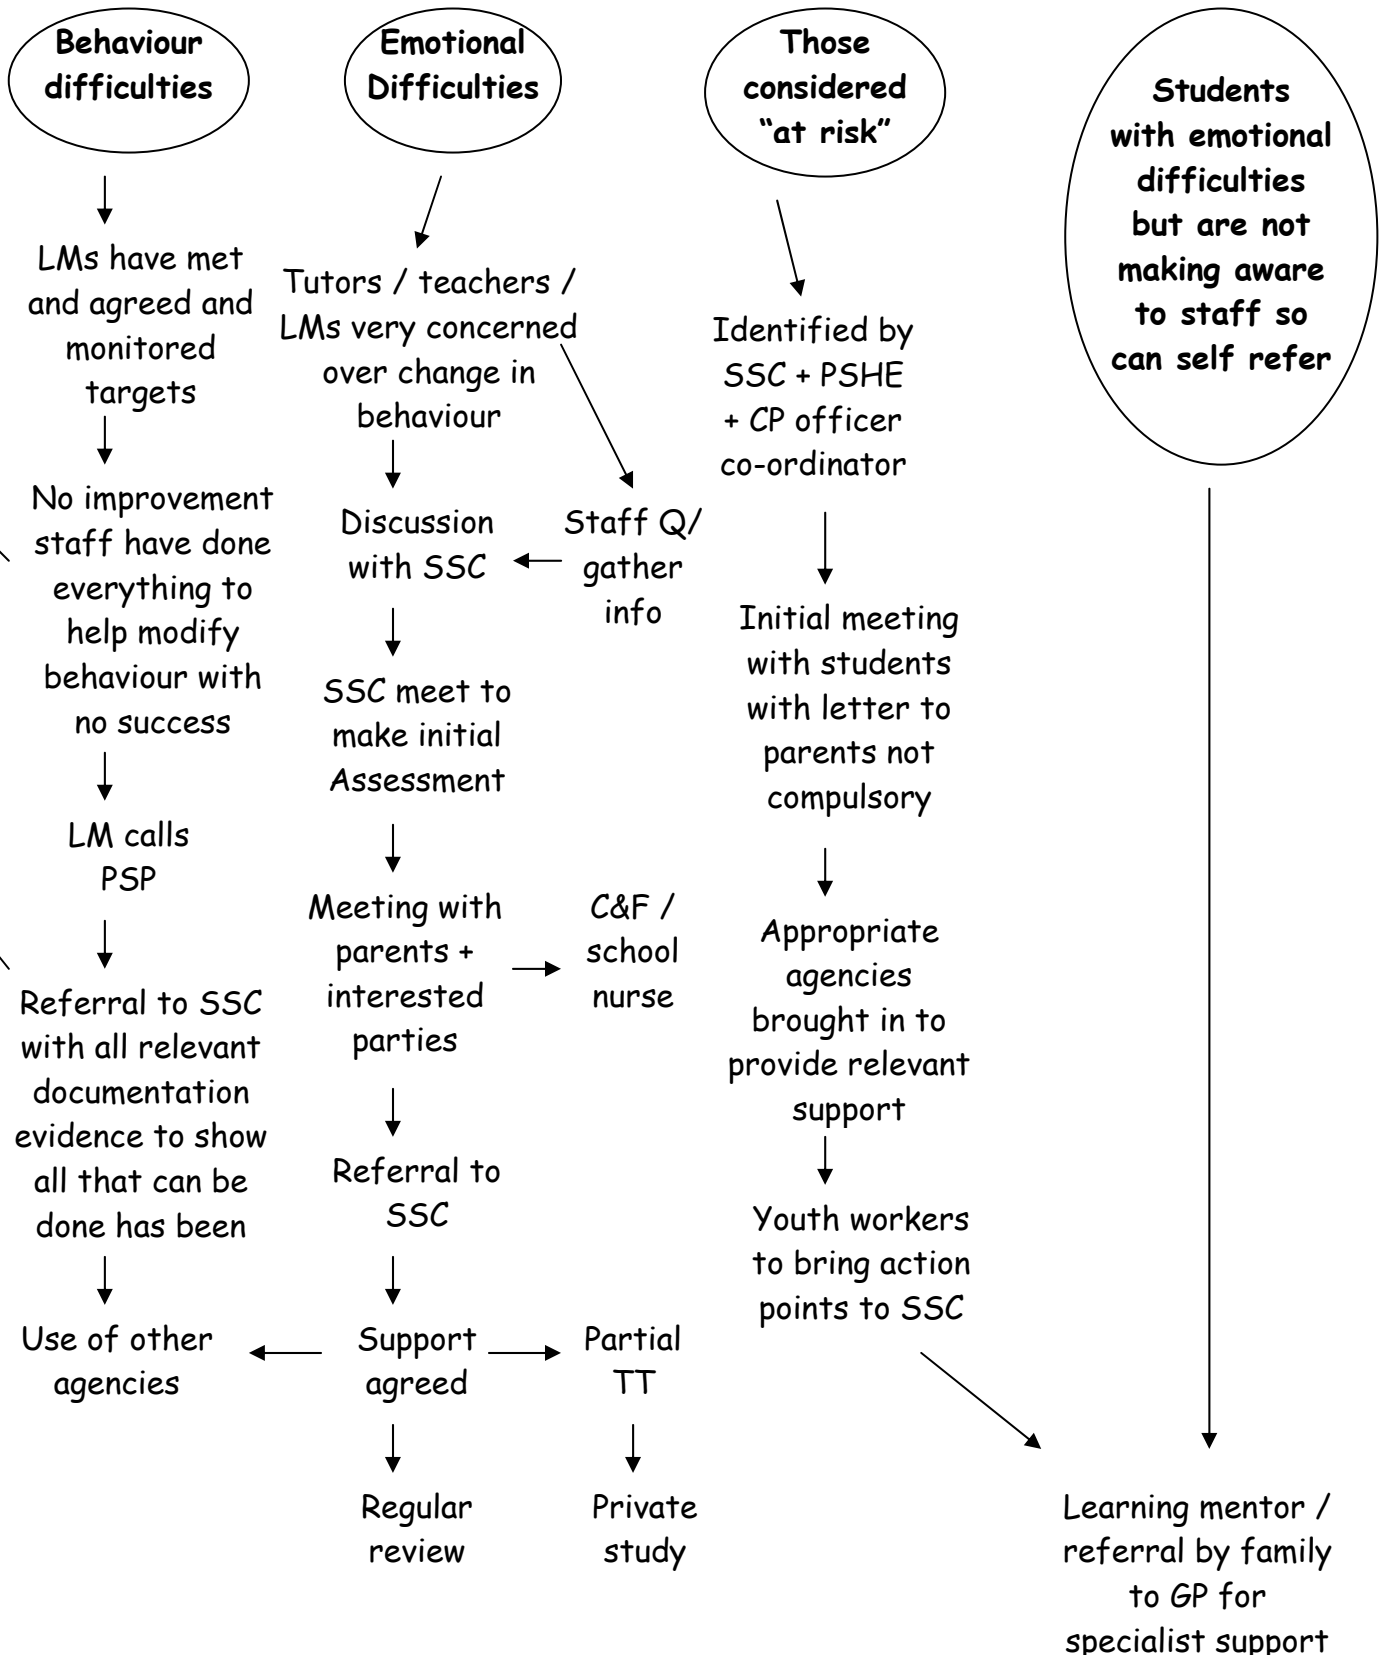 Behaviour
difficulties
LMs have met
and agreed and
monitored
targets
No improvement
staff have done
everything to
help modify
behaviour with
no success
LM calls
PSP
Referral to SSC
with all relevant
documentation
evidence to show
all that can be
done has been
Use of other
agencies
Emotional
Difficulties
Tutors / teachers /
LMs very concerned
over change in
behaviour
Discussion
with SSC
Staff Q/
gather
info
SSC meet to
make initial
Assessment
Meeting with
parents +
interested
parties
C&F /
school
nurse
Referral to
SSC
Support
agreed
Partial
TT
Regular
review
Private
study
Those
considered
“at risk”
Identified by
SSC + PSHE
+ CP officer
co-ordinator
Initial meeting
with students
with letter to
parents not
compulsory
Appropriate
agencies
brought in to
provide relevant
support
Youth workers
to bring action
points to SSC
Students
with emotional
difficulties
but are not
making aware
to staff so
can self refer
Learning mentor /
referral by family
to GP for
specialist support